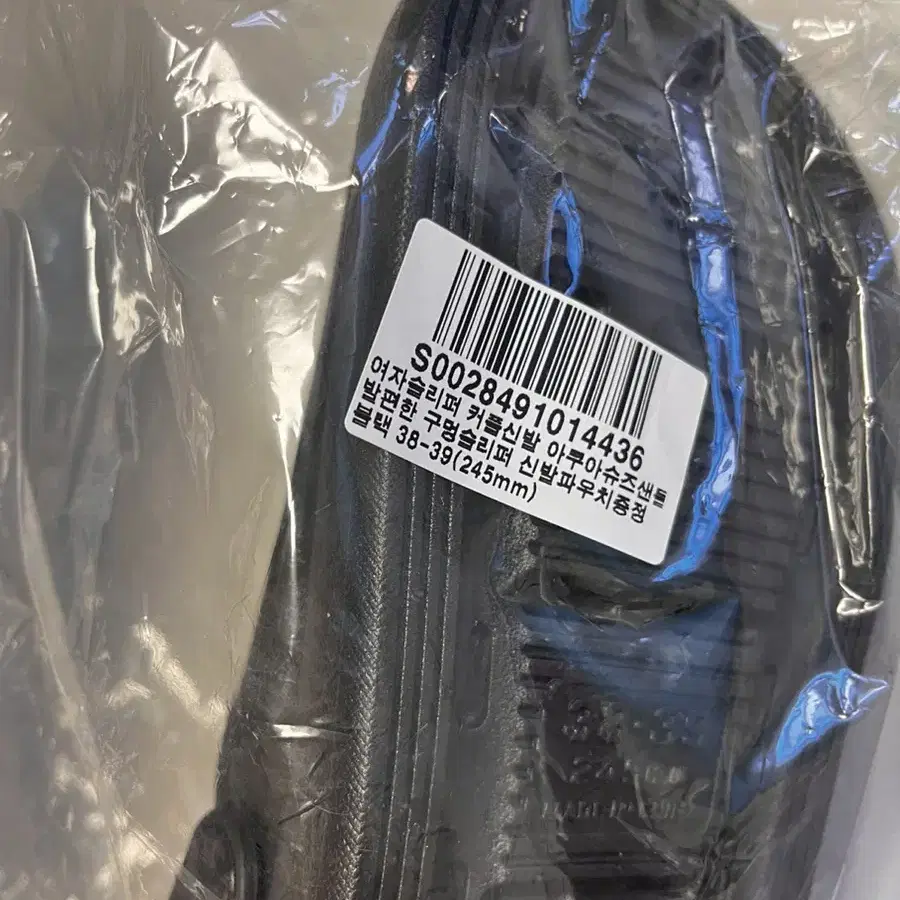 S0028491014436
여자슬리퍼 커플신발 아쿠아슈즈샌들
발편한 구멍슬리퍼 신발파우치증정
블랙 38-39(245mm)